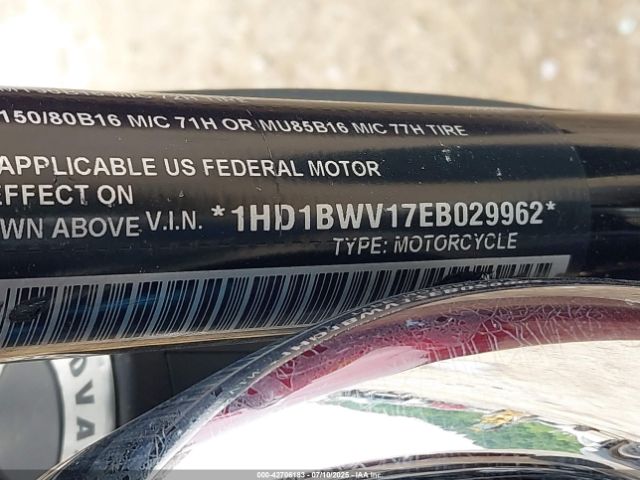 150/80B16 M/C 71H OR MU85B16 M/C 77H TIRE
APPLICABLE US FEDERAL MOTOR
EFFECT ON
WN ABOVE V.I.N. *1HD1BWV17EB029962*
TYPE: MOTORCYCLE
OVA
000-42706183 / 07/10/2025 - IAA Inc.